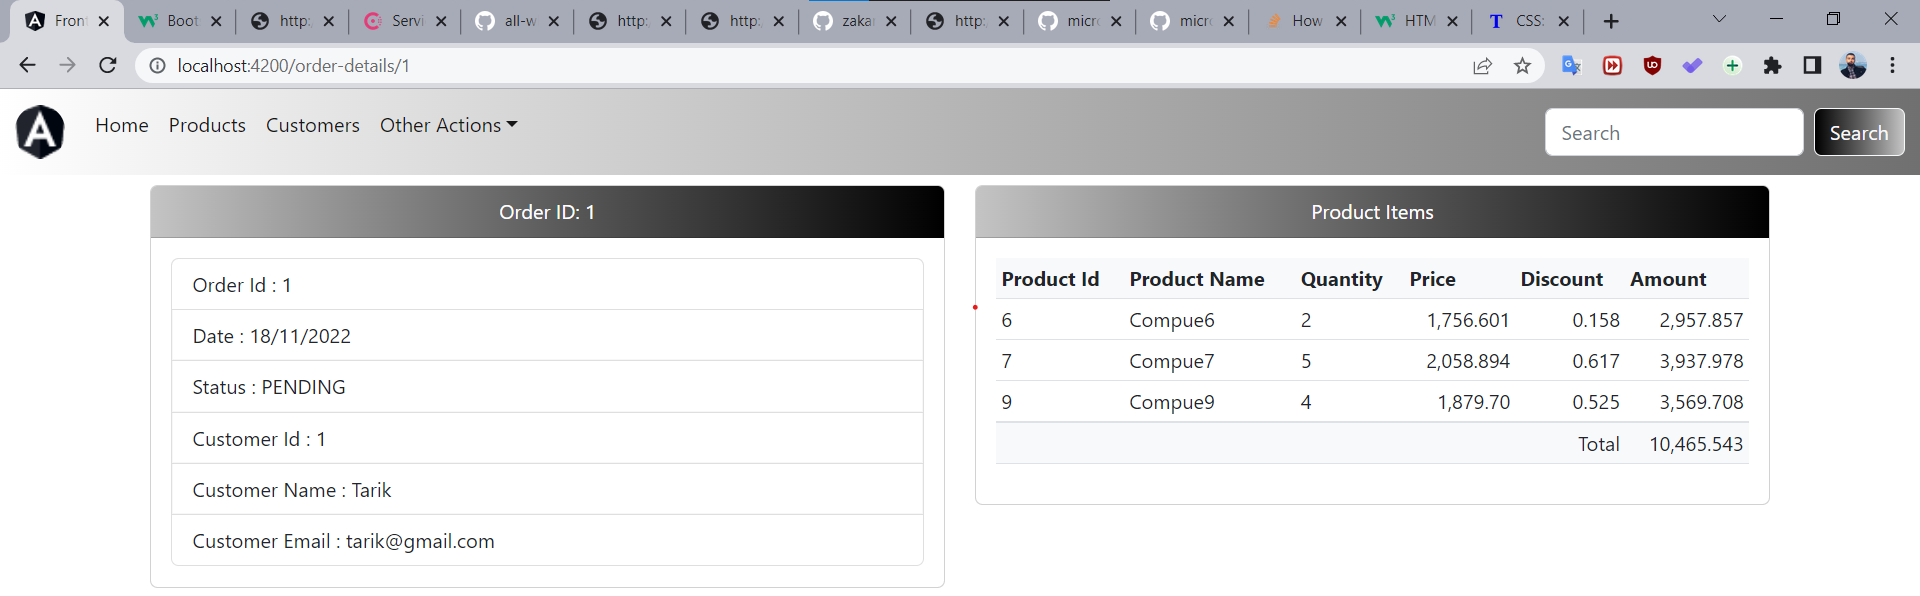 Front Boot http: Servi all-w http: http: zaka http: micro micro How HTM CSS:
localhost:4200/order-details/1
Home Products Customers Other Actions Search Search
Order ID: 1
Order Id : 1
Date : 18/11/2022
Status : PENDING
Customer Id : 1
Customer Name : Tarik
Customer Email : tarik@gmail.com
Product Items
Product Id Product Name Quantity Price Discount Amount
6 Compue6 2 1,756.601 0.158 2,957.857
7 Compue7 5 2,058.894 0.617 3,937.978
9 Compue9 4 1,879.70 0.525 3,569.708
Total 10,465.543